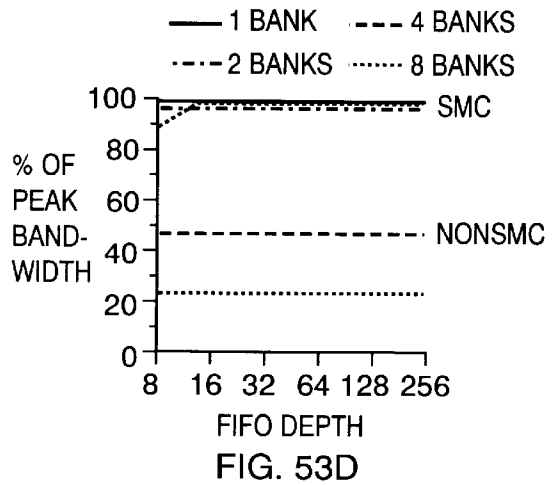 1 BANK 4 BANKS
2 BANKS 8 BANKS
100
80
60
40
20
0
% OF
PEAK
BAND-
WIDTH
SMC
NONSMC
8 16 32 64 128 256
FIFO DEPTH
FIG. 53D